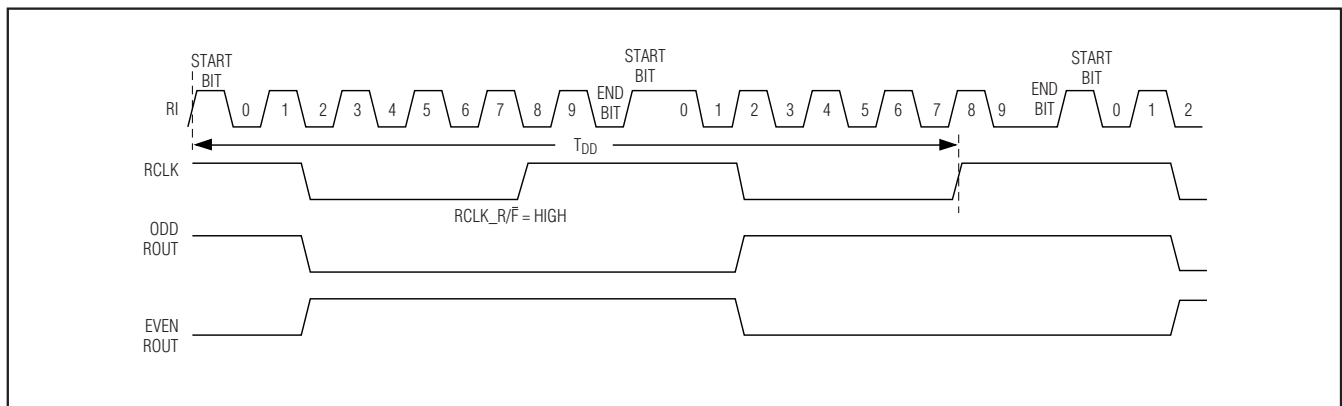 START
BIT
RI
0 1 2 3 4 5 6 7 8 9
END
BIT
START
BIT
0 1 2 3 4 5 6 7 8 9
END
BIT
START
BIT
0 1 2
TDD
RCLK
RCLK_R/F̅ = HIGH
ODD
ROUT
EVEN
ROUT